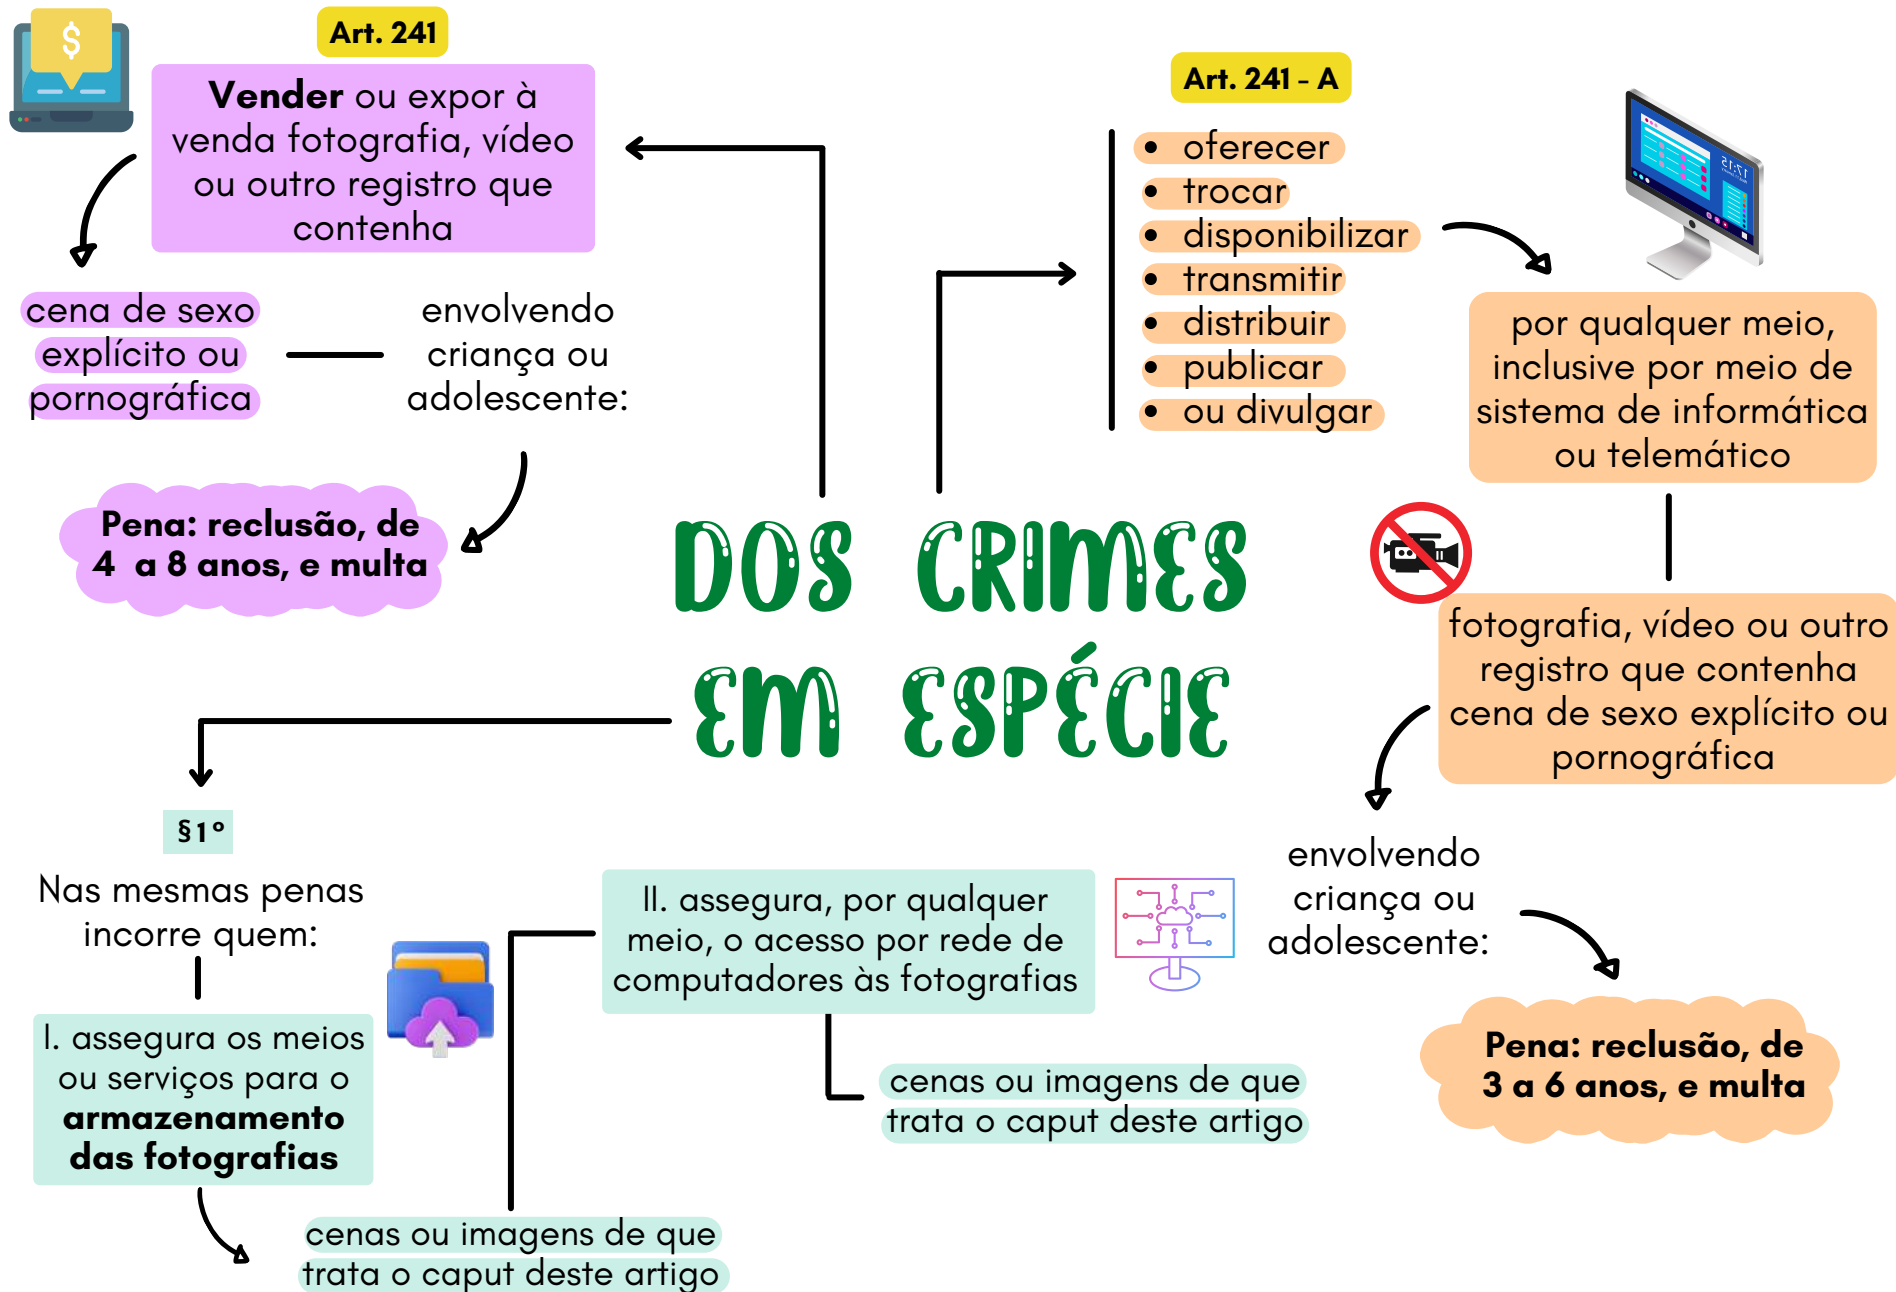 $
Art. 241
Vender ou expor à
venda fotografia, vídeo
ou outro registro que
contenha
cena de sexo
explícito ou
pornográfica
envolvendo
criança ou
adolescente:
Pena: reclusão, de
4 a 8 anos, e multa
Art. 241 - A
• oferecer
• trocar
• disponibilizar
• transmitir
• distribuir
• publicar
• ou divulgar
17:15
por qualquer meio,
inclusive por meio de
sistema de informática
ou telemático
fotografia, vídeo ou outro
registro que contenha
cena de sexo explícito ou
pornográfica
envolvendo
criança ou
adolescente:
Pena: reclusão, de
3 a 6 anos, e multa
DOS CRIMES
EM ESPÉCIE
§1°
Nas mesmas penas
incorre quem:
I. assegura os meios
ou serviços para o
armazenamento
das fotografias
cenas ou imagens de que
trata o caput deste artigo
II. assegura, por qualquer
meio, o acesso por rede de
computadores às fotografias
cenas ou imagens de que
trata o caput deste artigo